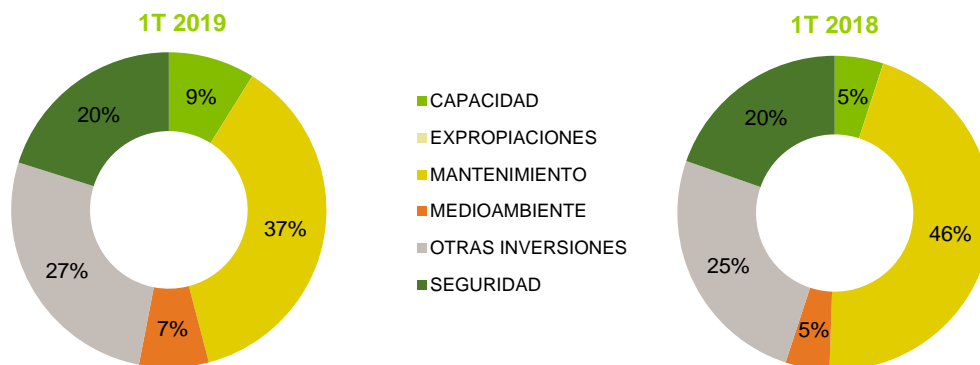 1T 2019
9%
37%
7%
27%
20%
CAPACIDAD
EXPROPIACIONES
MANTENIMIENTO
MEDIOAMBIENTE
OTRAS INVERSIONES
SEGURIDAD
1T 2018
5%
46%
5%
25%
20%